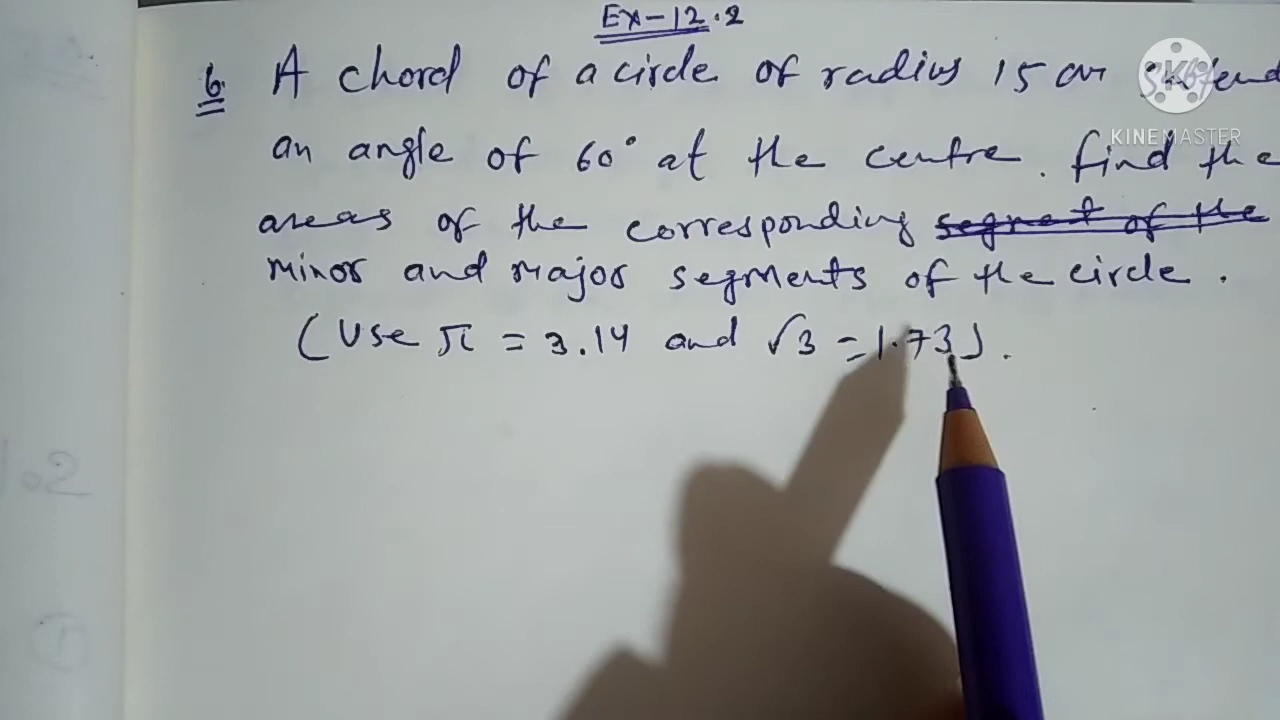 Ex-12.2
6. A chord of a circle of radius 15 cm
an angle of 60° at the centre. find the
areas of the corresponding segment of the
minor and major segments of the circle.
(Use π = 3.14 and √3 = 1.73).
KINEMASTER